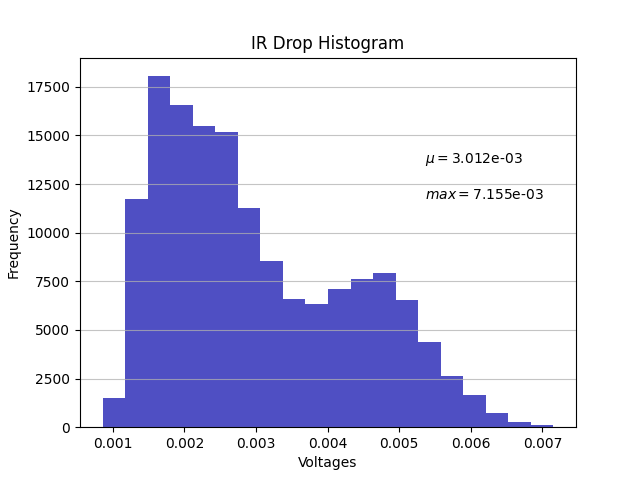 IR Drop Histogram
17500
15000
12500
10000
7500
5000
2500
0
Frequency
μ = 3.012e-03
max = 7.155e-03
0.001 0.002 0.003 0.004 0.005 0.006 0.007
Voltages